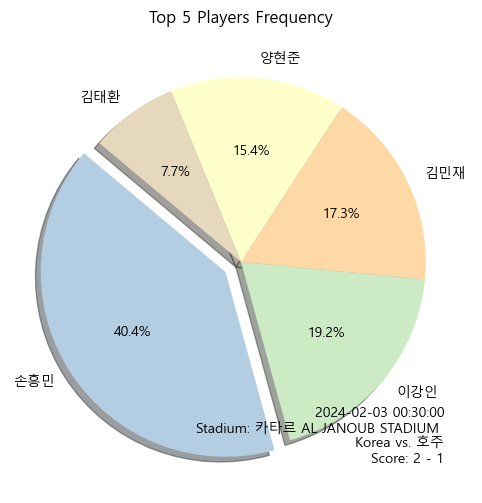 Top 5 Players Frequency
양현준
김태환
15.4%
7.7%
김민재
17.3%
40.4%
19.2%
손흥민
이강인
2024-02-03 00:30:00
Stadium: 카타르 AL JANOUB STADIUM
Korea vs. 호주
Score: 2 - 1